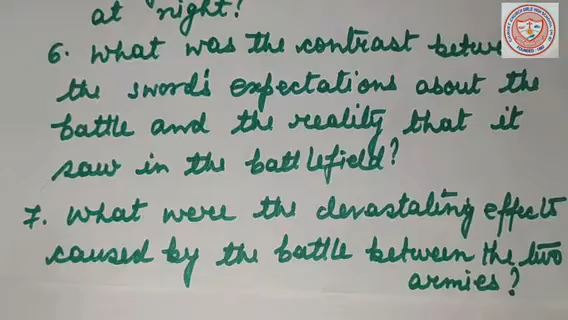 at night?
6. What was the contrast betwe
the sword's expectations about the
battle and the reality that it
saw in the battlefield?
7. What were the devastating effects
caused by the battle between the two
armies?